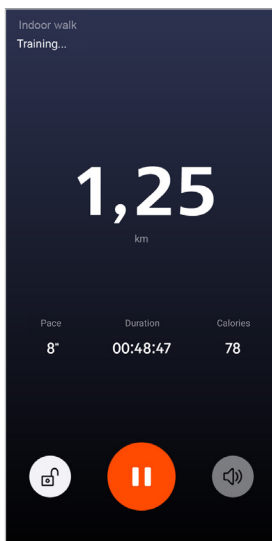 Indoor walk
Training...
1,25
km
Pace
Duration
Calories
8"
00:48:47
78